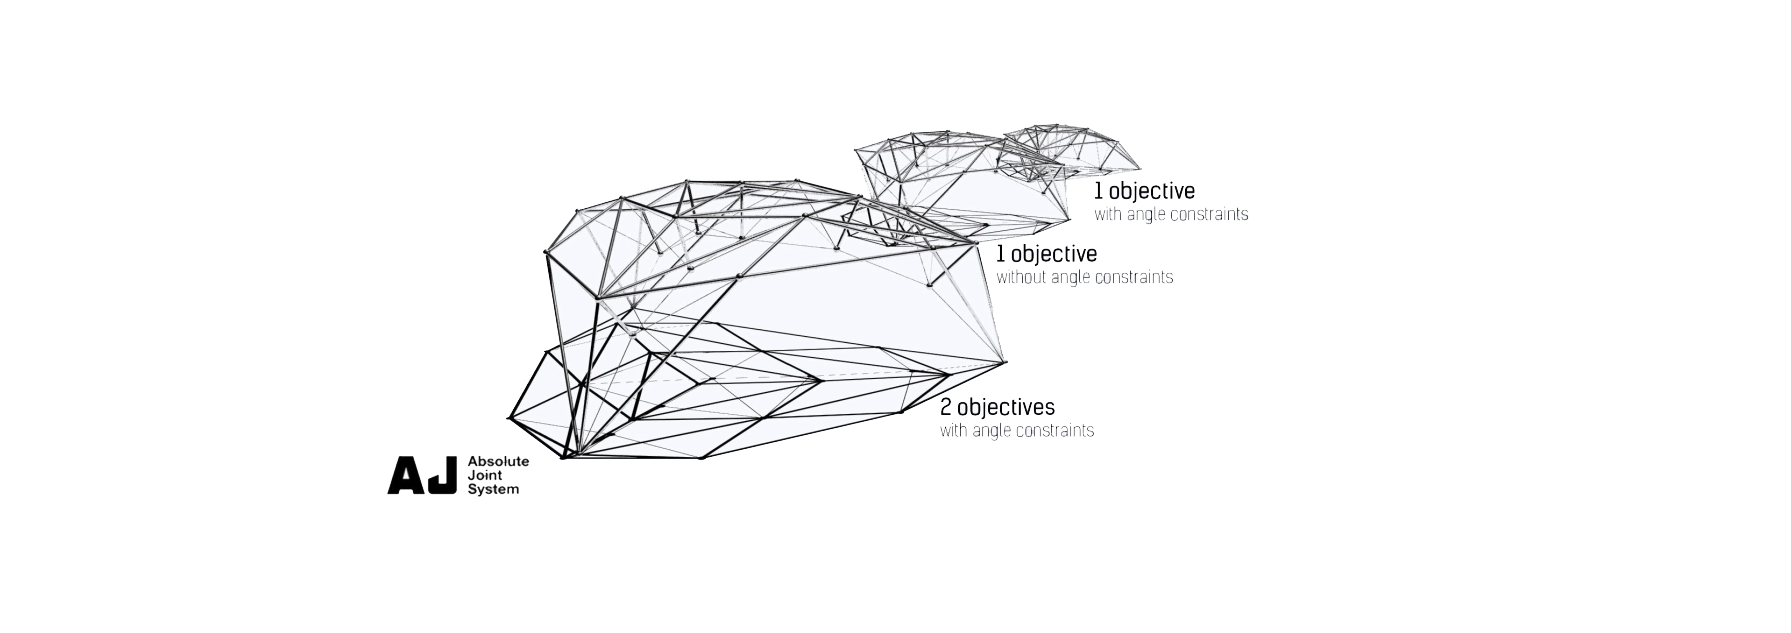 1 objective
with angle constraints
1 objective
without angle constraints
2 objectives
with angle constraints
AJ
Absolute
Joint
System